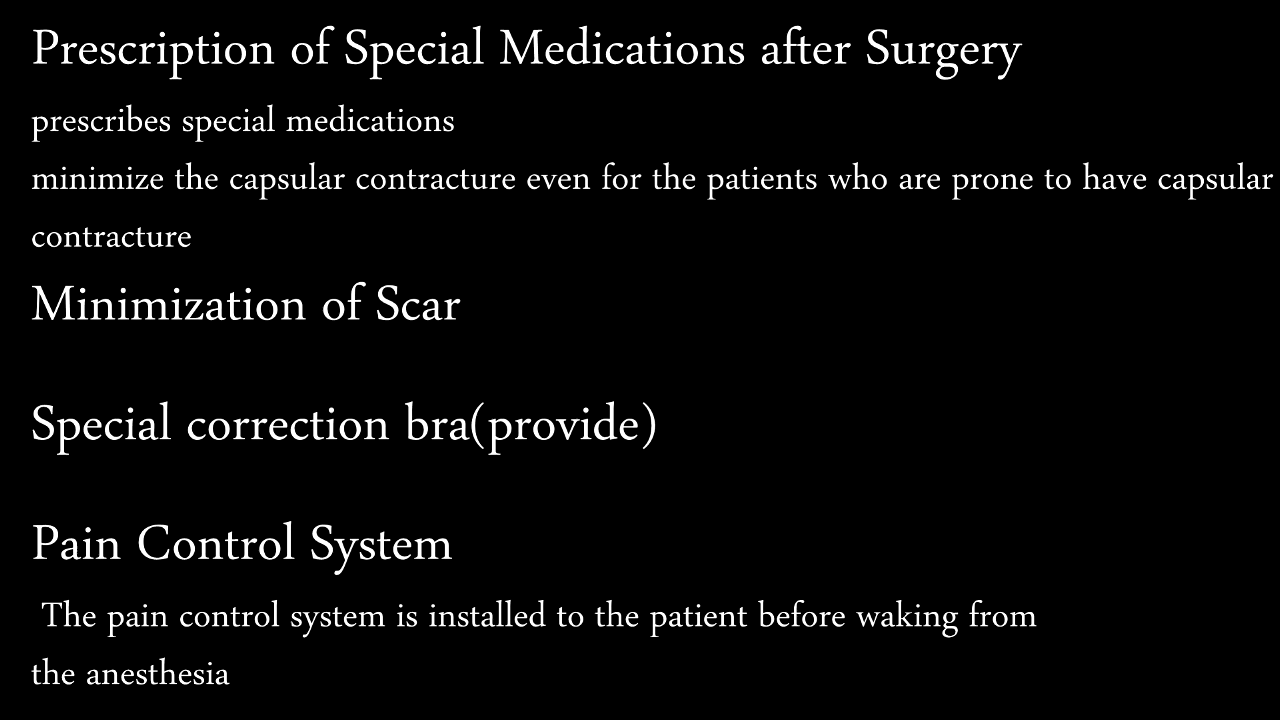 Prescription of Special Medications after Surgery
prescribes special medications
minimize the capsular contracture even for the patients who are prone to have capsular
contracture
Minimization of Scar
Special correction bra(provide)
Pain Control System
The pain control system is installed to the patient before waking from
the anesthesia